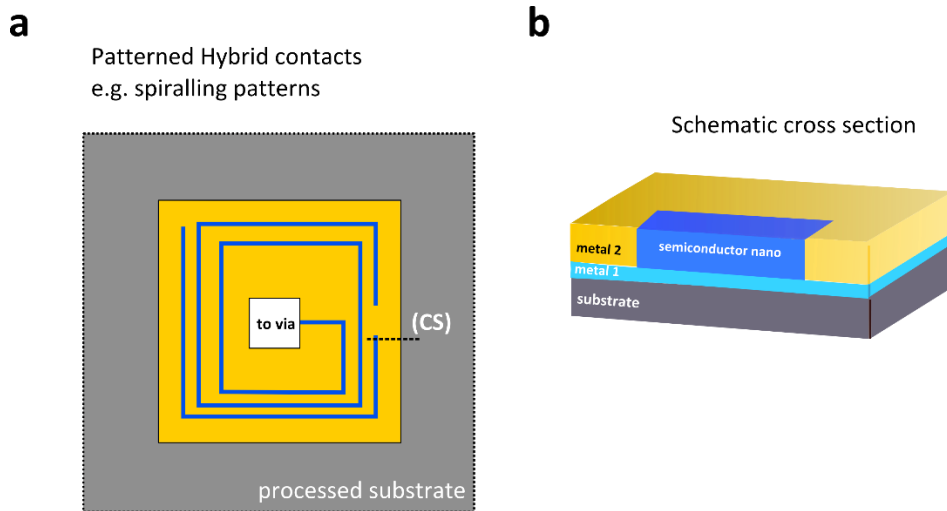 a
Patterned Hybrid contacts
e.g. spiralling patterns
to via
(CS)
processed substrate
b
Schematic cross section
metal 2
semiconductor nano
metal 1
substrate